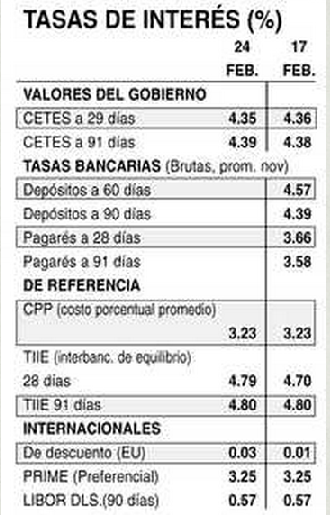 TASAS DE INTERÉS (%)
24 17
FEB. FEB.
VALORES DEL GOBIERNO
CETES a 29 días 4.35 4.36
CETES a 91 días 4.39 4.38
TASAS BANCARIAS (Brutas, prom. nov)
Depósitos a 60 días 4.57
Depósitos a 90 días 4.39
Pagarés a 28 días 3.66
Pagarés a 91 días 3.58
DE REFERENCIA
CPP (costo porcentual promedio)
3.23 3.23
TIIE (interbanc. de equilibrio)
28 días 4.79 4.70
TIIE 91 días 4.80 4.80
INTERNACIONALES
De descuento (EU) 0.03 0.01
PRIME (Preferencial) 3.25 3.25
LIBOR DLS.(90 días) 0.57 0.57